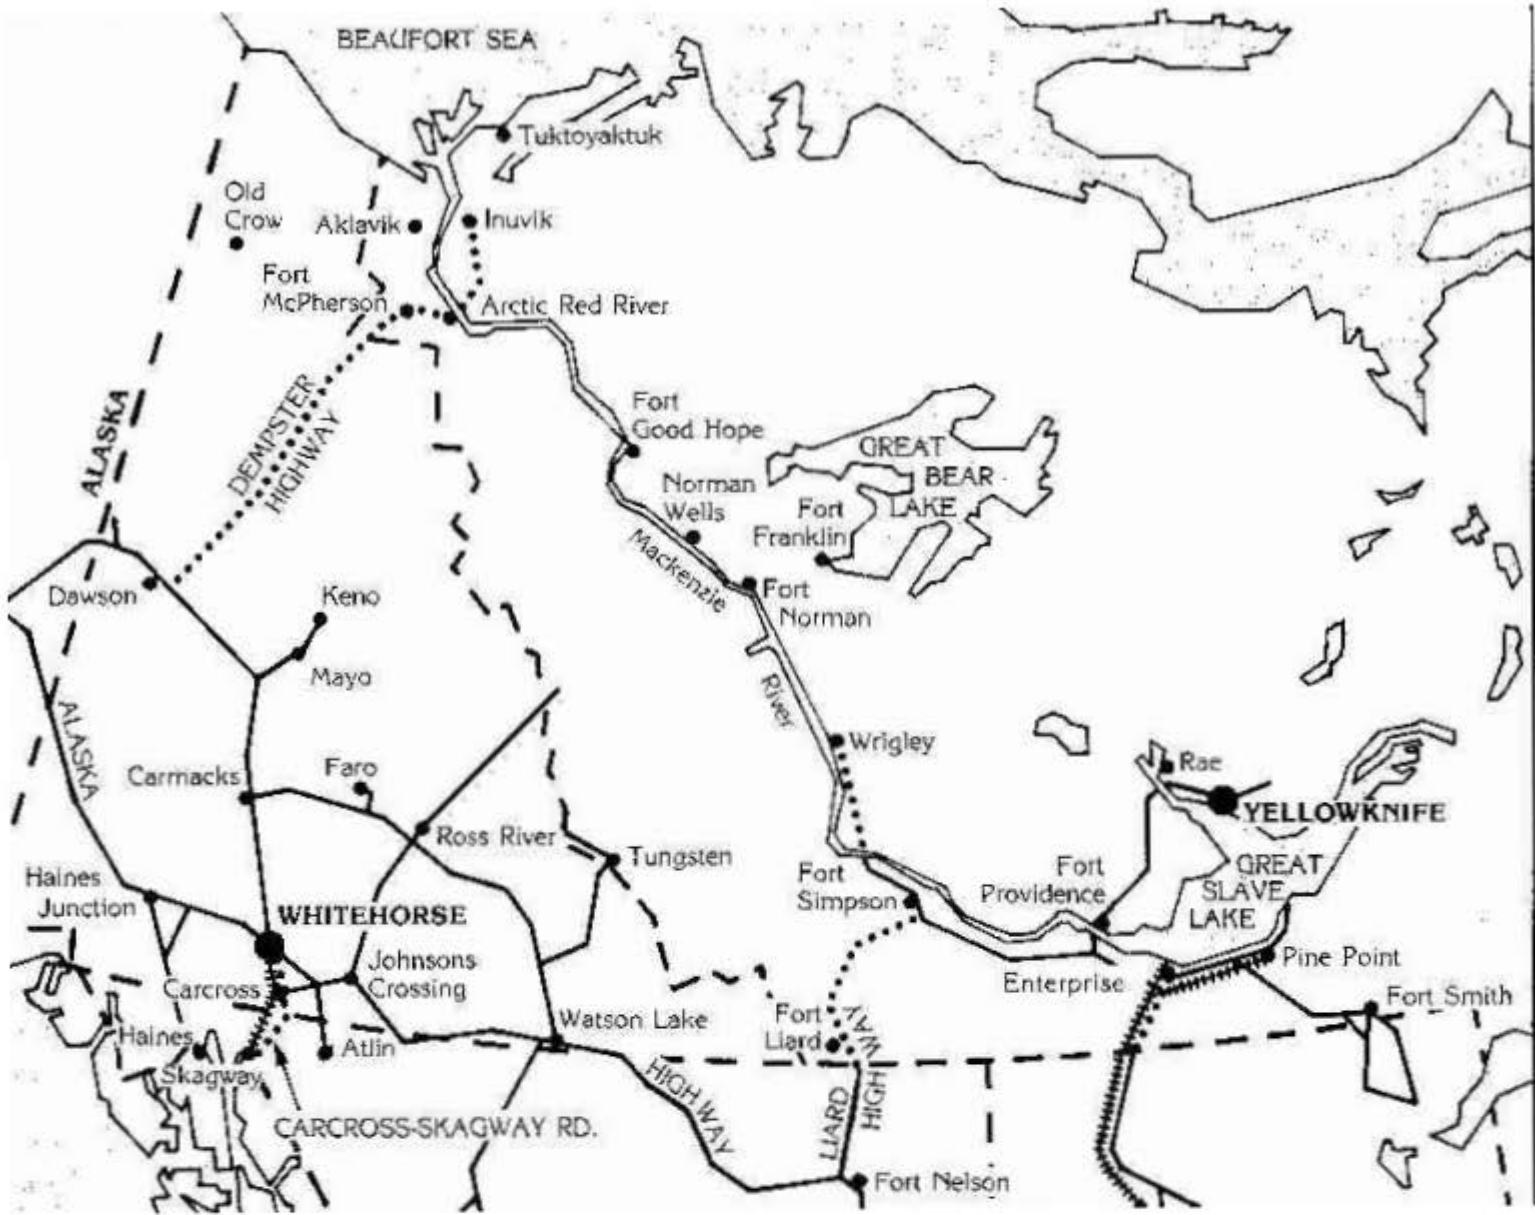 BEAUFORT SEA
Tuktoyaktuk
Old
Crow
Aklavik
Inuvik
Fort
McPherson
Arctic Red River
ALASKA
DEMPSTER
HIGHWAY
Fort
Good Hope
GREAT
BEAR
LAKE
Norman
Wells
Fort
Franklin
Mackenzie
River
Fort
Norman
Dawson
Keno
Mayo
ALASKA
Wrigley
Carmacks
Faro
Ross River
Tungsten
Rae
YELLOWKNIFE
Haines
Junction
WHITEHORSE
Fort
Simpson
Fort
Providence
GREAT
SLAVE
LAKE
Carcross
Johnsons
Crossing
Enterprise
Pine Point
Fort Smith
Haines
Skagway
Atlin
Watson Lake
Fort
Liard
HIGHWAY
LIARD
HIGHWAY
CARCROSS-SKAGWAY RD.
Fort Nelson